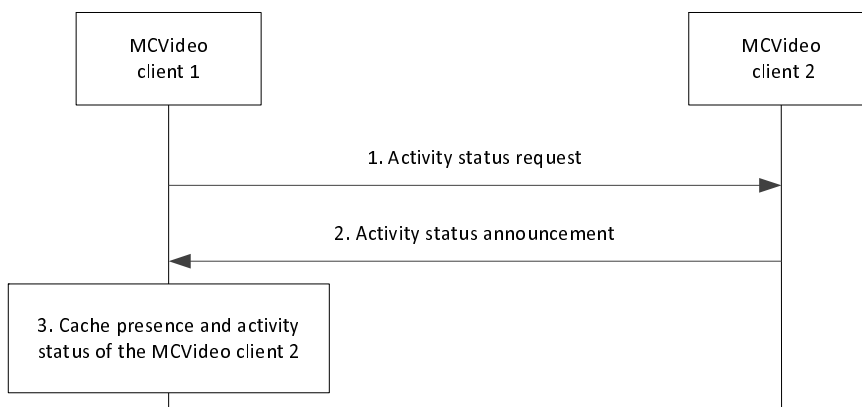 MCVideo
client 1
MCVideo
client 2
1. Activity status request
2. Activity status announcement
3. Cache presence and activity
status of the MCVideo client 2